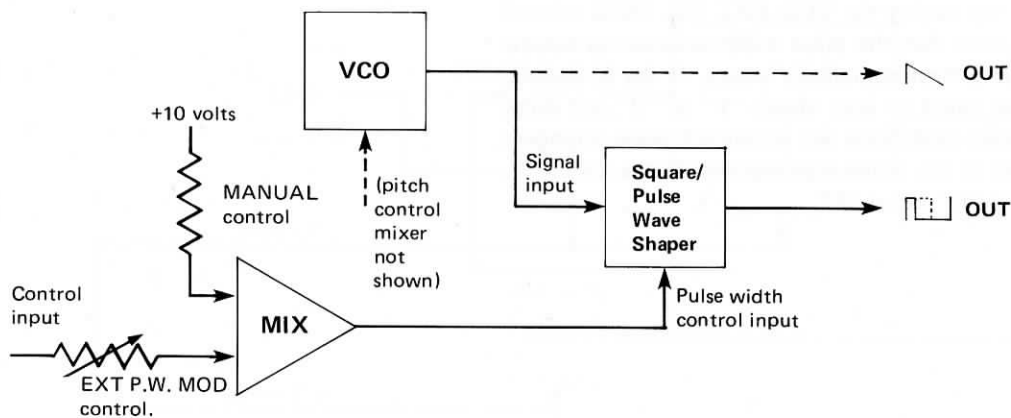 VCO
OUT
+10 volts
MANUAL
control
(pitch
control
mixer
not
shown)
Signal
input
Square/
Pulse
Wave
Shaper
OUT
Control
input
MIX
Pulse width
control input
EXT P.W. MOD
control.